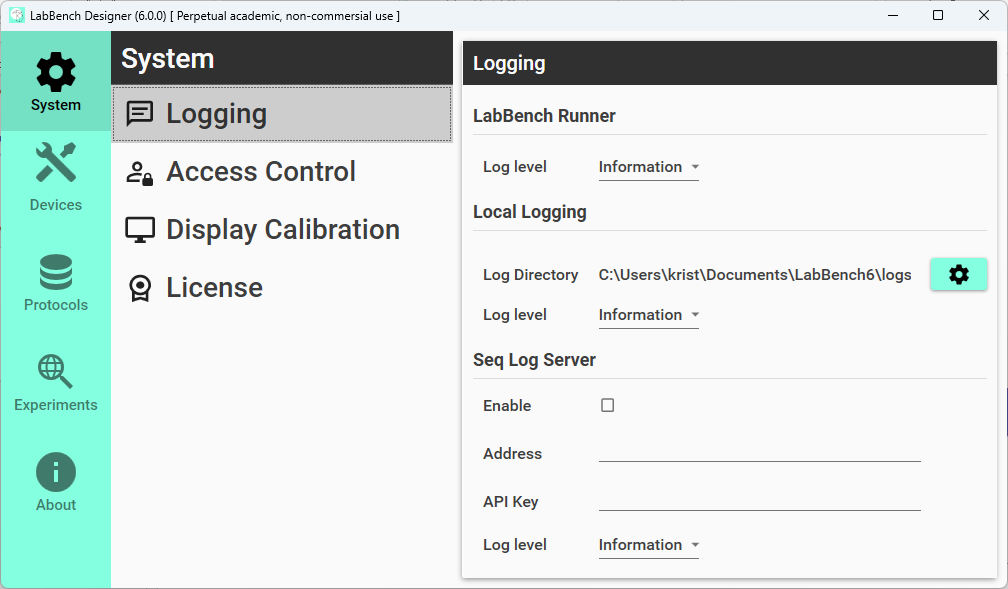 LabBench Designer (6.0.0) [ Perpetual academic, non-commersial use ]
System
Devices
Protocols
Experiments
About
System
Logging
Access Control
Display Calibration
License
Logging
LabBench Runner
Log level Information
Local Logging
Log Directory C:\Users\krist\Documents\LabBench6\logs
Log level Information
Seq Log Server
Enable
Address
API Key
Log level Information